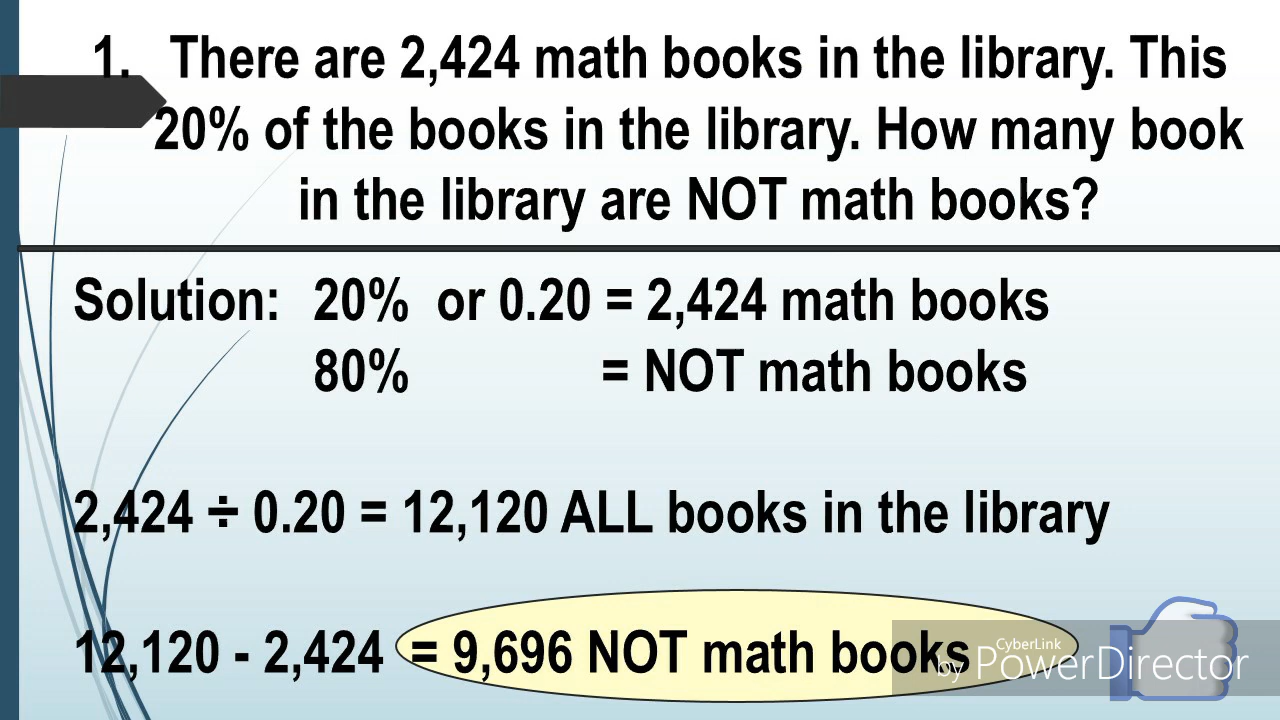 1. There are 2,424 math books in the library. This
20% of the books in the library. How many book
in the library are NOT math books?
Solution: 20% or 0.20 = 2,424 math books
80% = NOT math books
2,424 ÷ 0.20 = 12,120 ALL books in the library
12,120 - 2,424 = 9,696 NOT math books
CyberLink
by PowerDirector